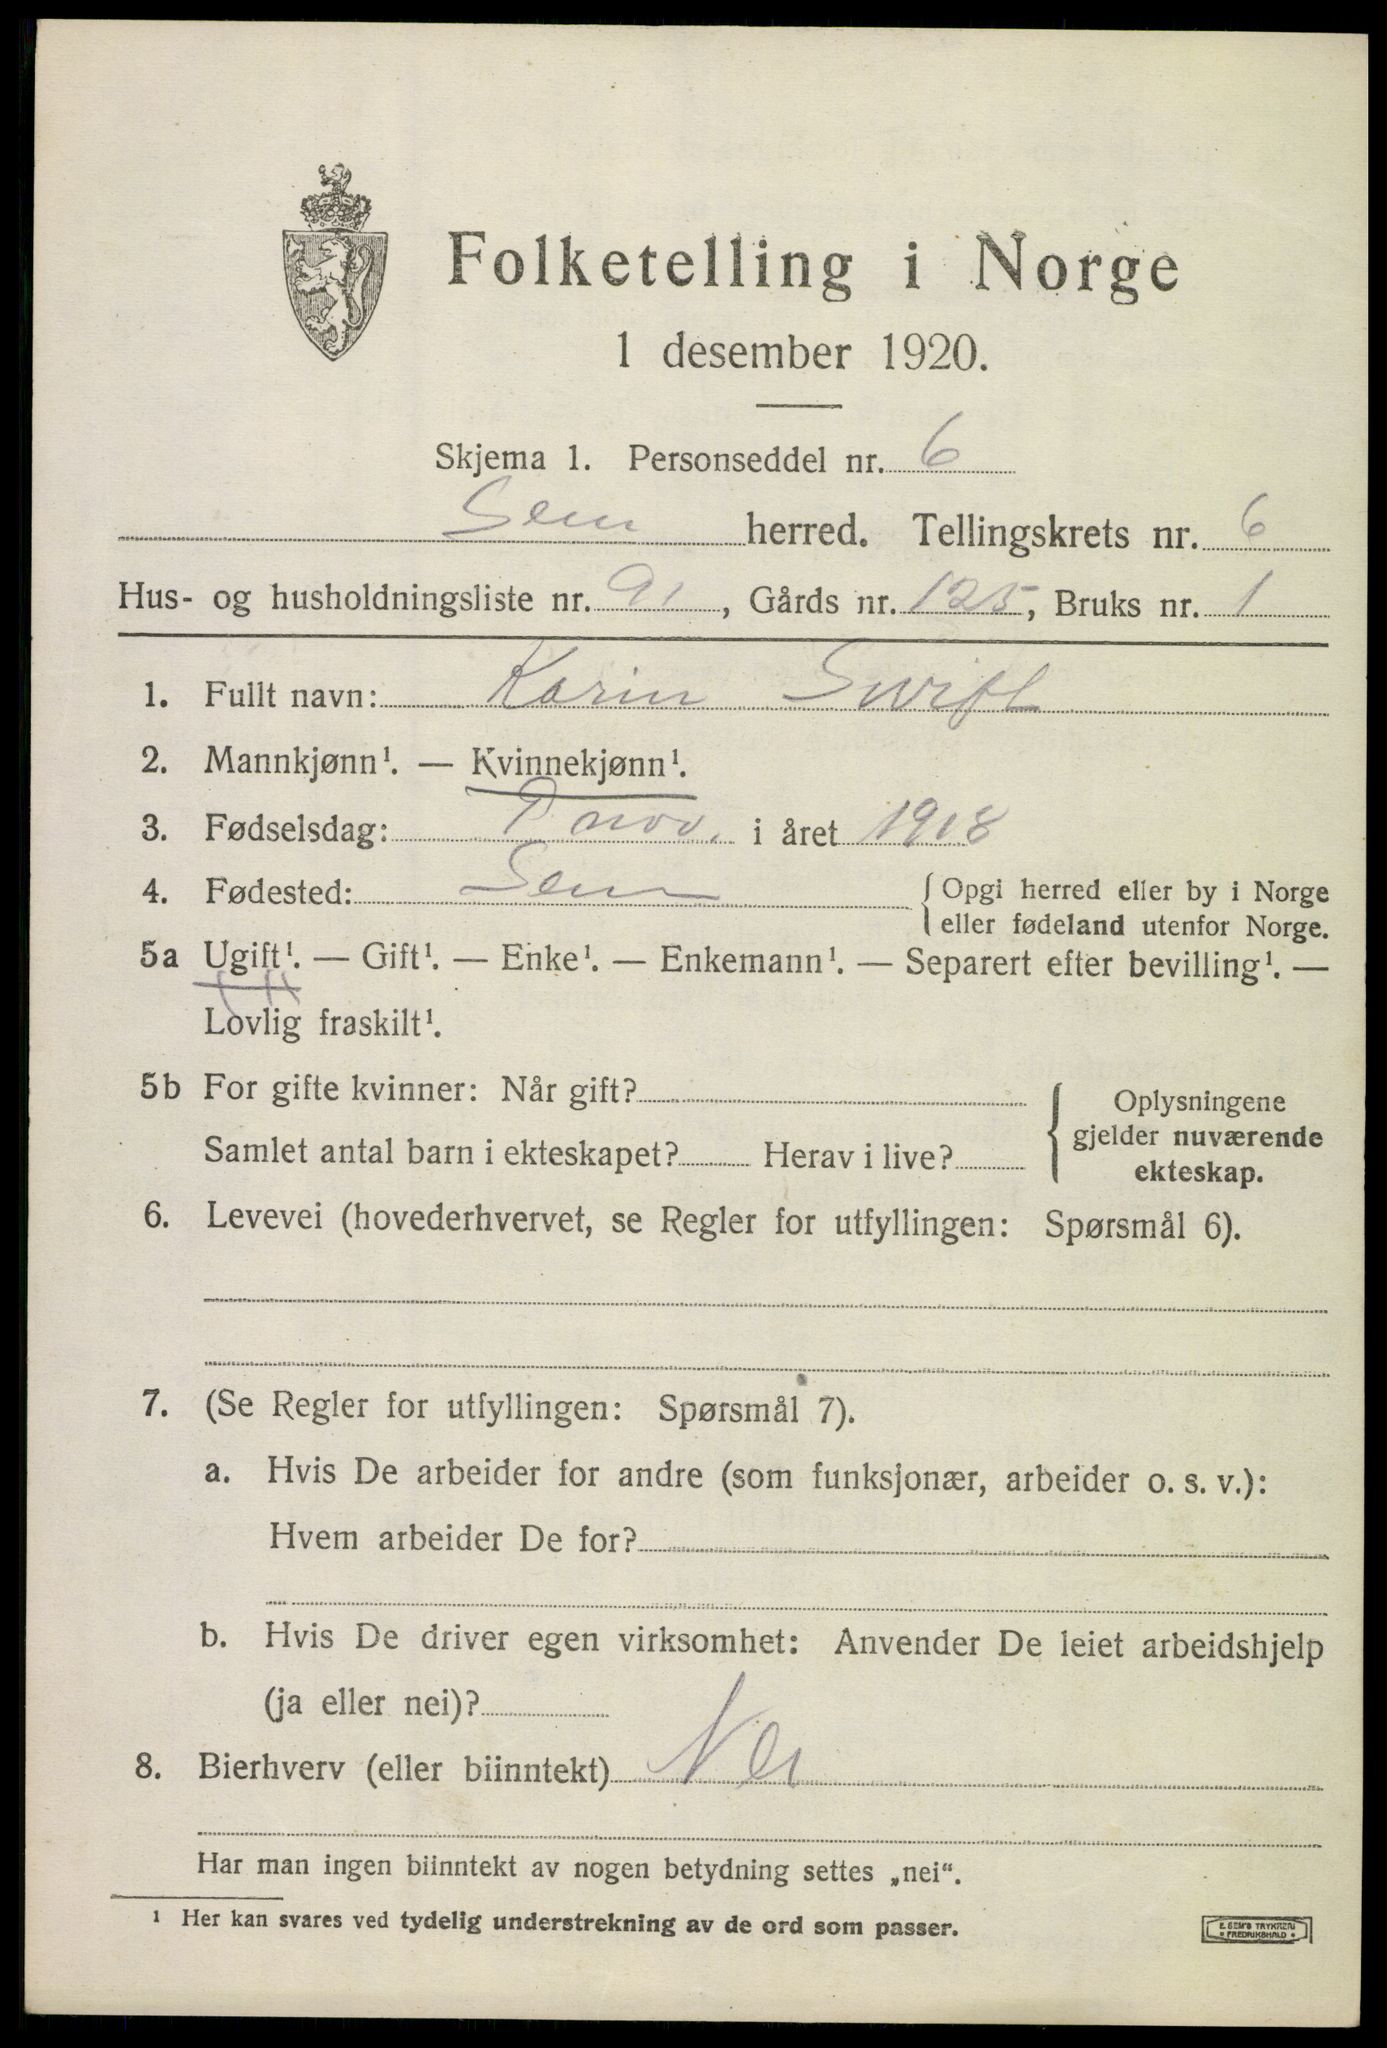 Folketelling i Norge
1 desember 1920.
Skjema 1. Personseddel nr. 6
Sem herred. Tellingskrets nr. 6
Hus- og husholdningsliste nr. 91, Gårds nr. 125, Bruks nr. 1
1. Fullt navn: Karin Swift
2. Mannkjønn¹. — Kvinnekjønn¹.
3. Fødselsdag: 9 nov. i året 1918
4. Fødested: Sem { Opgi herred eller by i Norge
eller fødeland utenfor Norge.
5a Ugift¹. — Gift¹. — Enke¹. — Enkemann¹. — Separert efter bevilling¹. —
Lovlig fraskilt¹.
5b For gifte kvinner: Når gift?
Samlet antal barn i ekteskapet? Herav i live?
Oplysningene
gjelder nuværende
ekteskap.
6. Levevei (hovederhvervet, se Regler for utfyllingen: Spørsmål 6).
7. (Se Regler for utfyllingen: Spørsmål 7).
a. Hvis De arbeider for andre (som funksjonær, arbeider o. s. v.):
Hvem arbeider De for?
b. Hvis De driver egen virksomhet: Anvender De leiet arbeidshjelp
(ja eller nei)?
8. Bierhverv (eller biinntekt) Nei
Har man ingen biinntekt av nogen betydning settes „nei“.
¹ Her kan svares ved tydelig understrekning av de ord som passer.
E. SEM'S TRYKKERI
• FREDRIKSHALD •